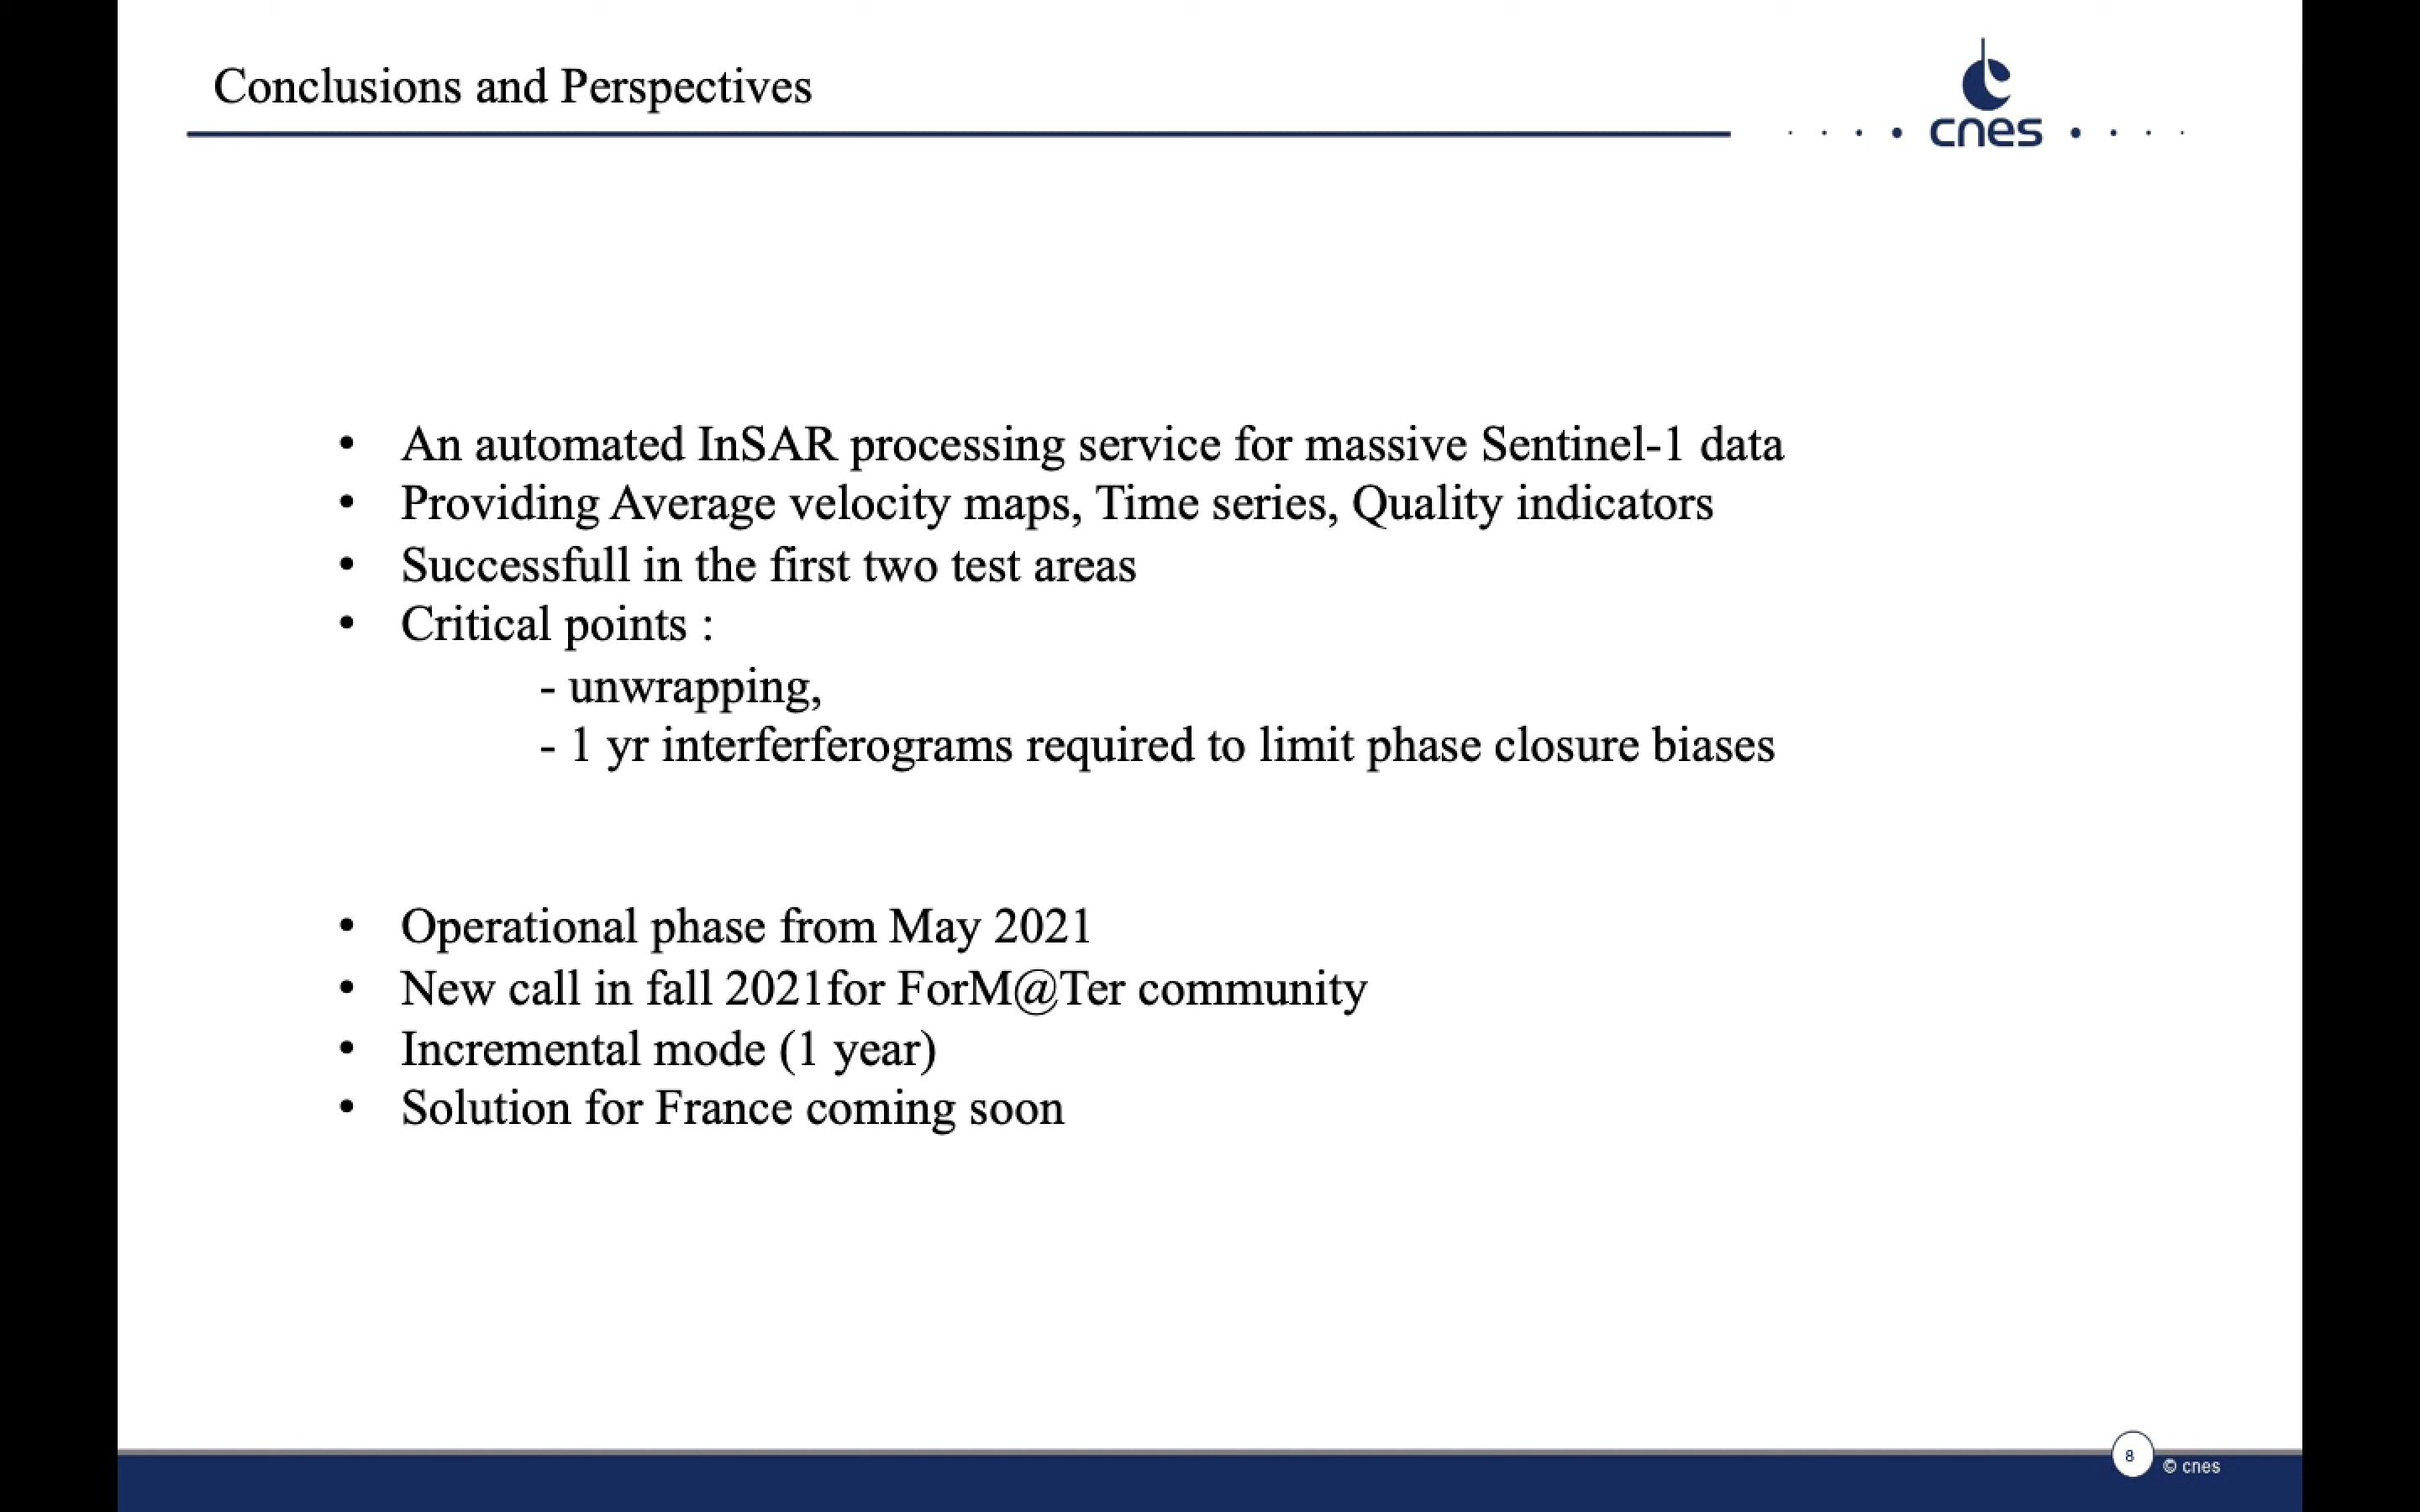 Conclusions and Perspectives
cnes
• An automated InSAR processing service for massive Sentinel-1 data
• Providing Average velocity maps, Time series, Quality indicators
• Successfull in the first two test areas
• Critical points :
- unwrapping,
- 1 yr interferferograms required to limit phase closure biases
• Operational phase from May 2021
• New call in fall 2021for ForM@Ter community
• Incremental mode (1 year)
• Solution for France coming soon
8
© cnes